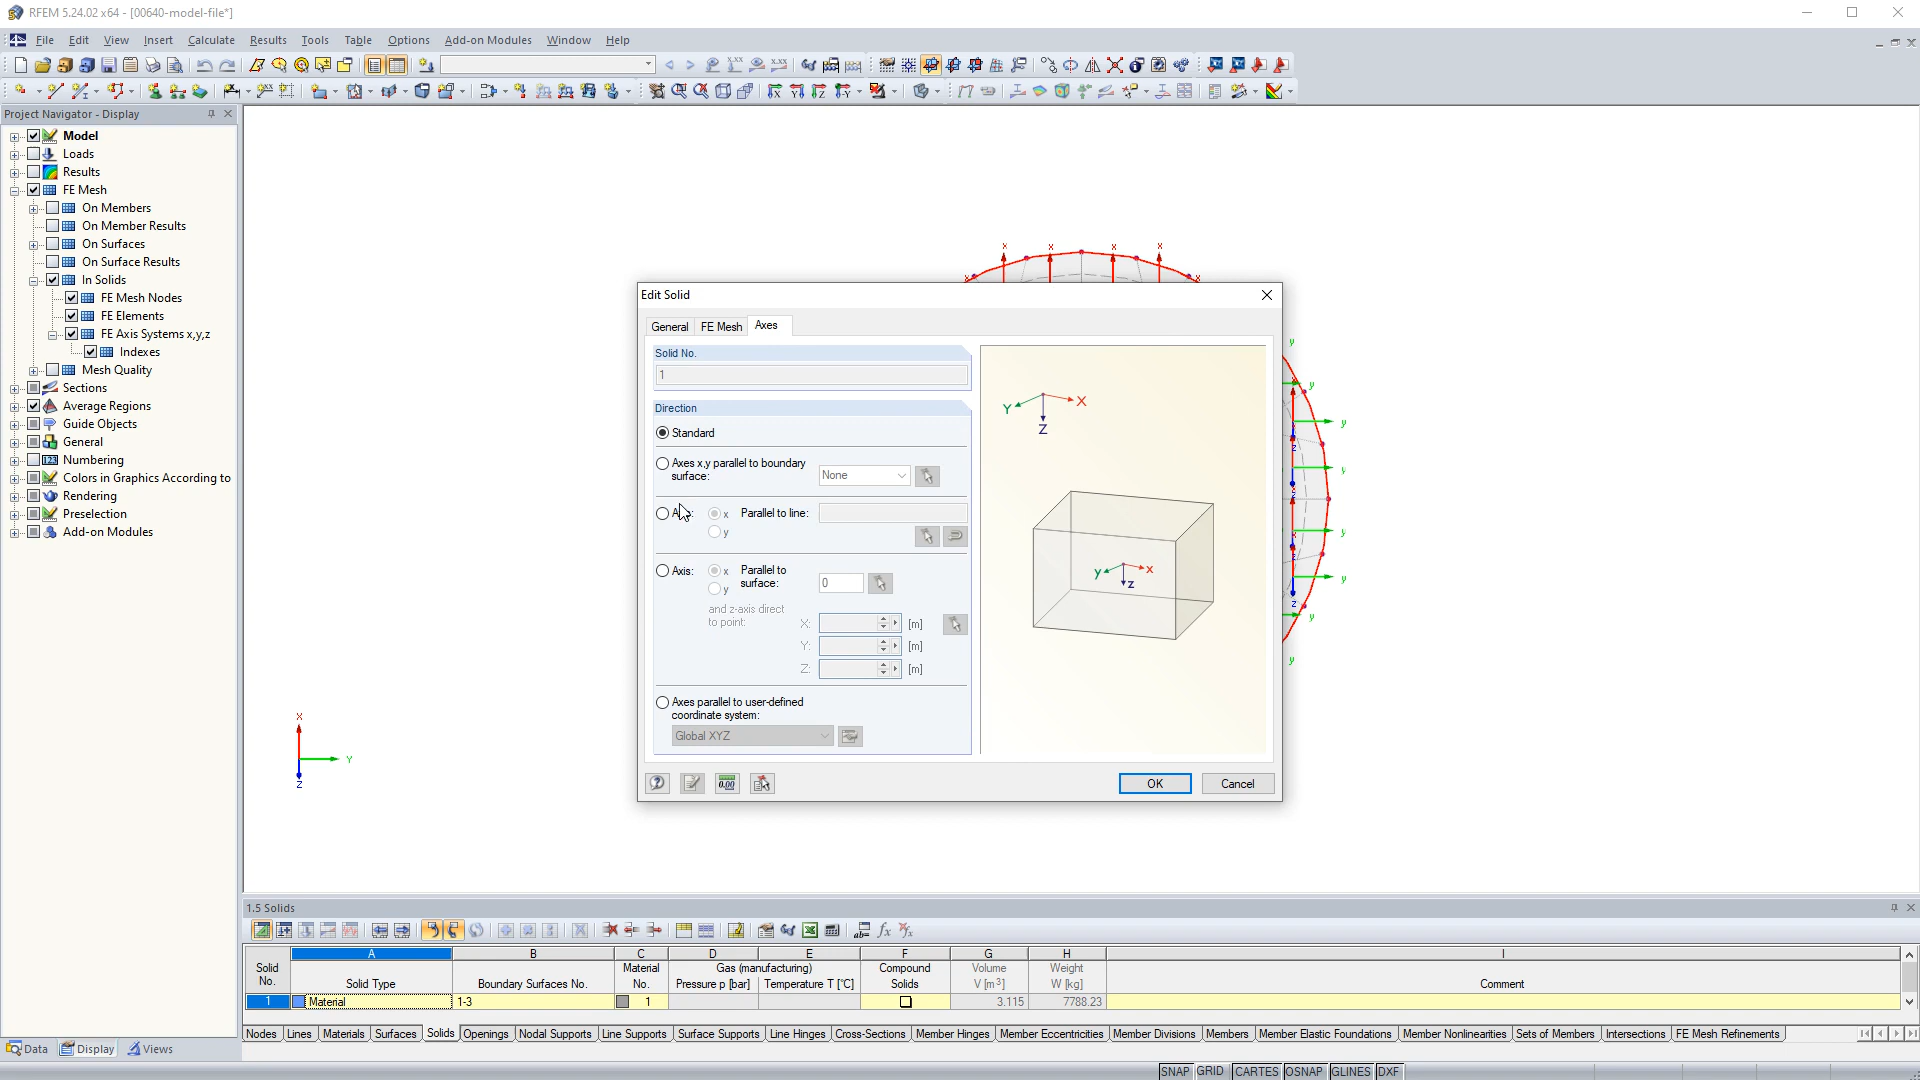 RFEM 5.24.02 x64 - [00640-model-file*]
File Edit View Insert Calculate Results Tools Table Options Add-on Modules Window Help
Project Navigator - Display
Model
Loads
Results
FE Mesh
On Members
On Member Results
On Surfaces
On Surface Results
In Solids
FE Mesh Nodes
FE Elements
FE Axis Systems x,y,z
Indexes
Mesh Quality
Sections
Average Regions
Guide Objects
General
Numbering
Colors in Graphics According to
Rendering
Preselection
Add-on Modules
Data Display Views
x x x x
x x
y
y
y
y
y
y
y
y
x
Y
z
Edit Solid
General FE Mesh Axes
Solid No.
1
Direction
Standard
Axes x,y parallel to boundary
surface:
None
x Parallel to line:
y
Axis: x Parallel to
surface: 0
y
and z-axis direct
to point:
X: [m]
Y: [m]
Z: [m]
Axes parallel to user-defined
coordinate system:
Global XYZ
Y X
Z
y x
z
0.00
OK Cancel
1.5 Solids
A B C D E F G H I
Solid Material Gas (manufacturing) Compound Volume Weight
No. Solid Type Boundary Surfaces No. No. Pressure p [bar] Temperature T [°C] Solids V [m3] W [kg] Comment
1 Material 1-3 1 3.115 7788.23
Nodes Lines Materials Surfaces Solids Openings Nodal Supports Line Supports Surface Supports Line Hinges Cross-Sections Member Hinges Member Eccentricities Member Divisions Members Member Elastic Foundations Member Nonlinearities Sets of Members Intersections FE Mesh Refinements
SNAP GRID CARTES OSNAP GLINES DXF